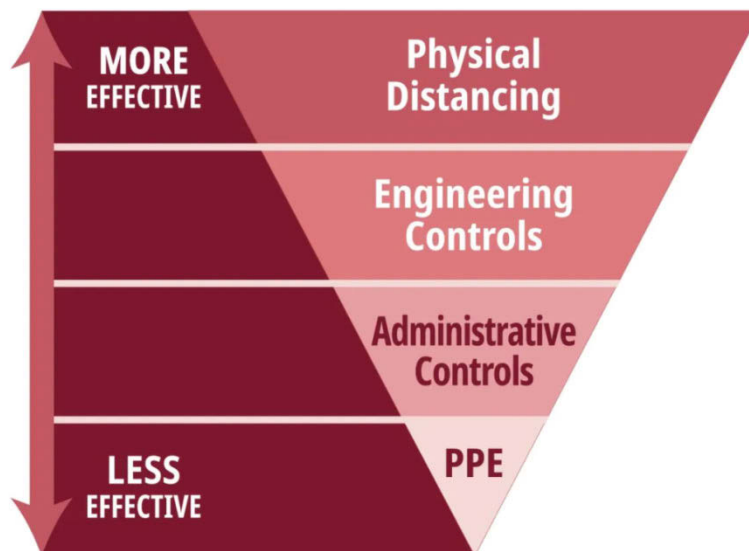 MORE
EFFECTIVE
Physical
Distancing
Engineering
Controls
Administrative
Controls
LESS
EFFECTIVE
PPE